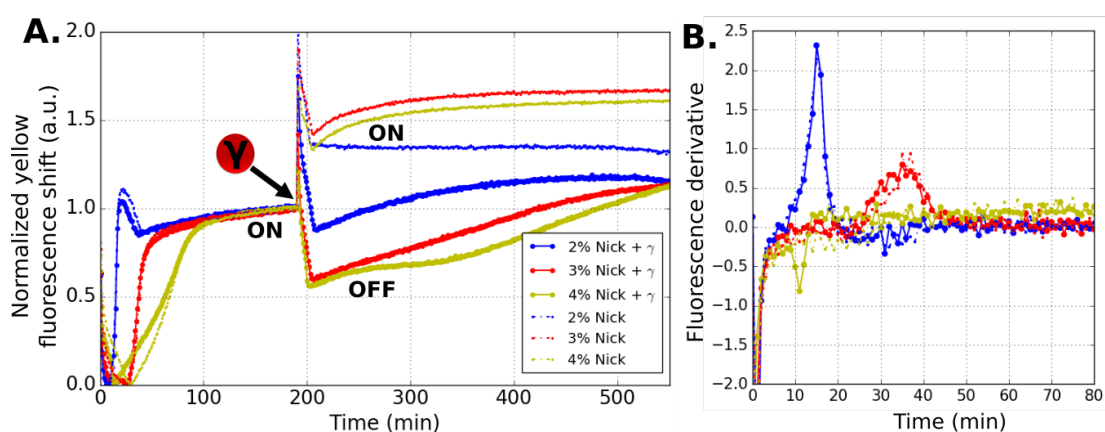 A.
Normalized yellow
fluorescence shift (a.u.)
2.0
1.5
1.0
0.5
0.0
γ
ON
ON
OFF
2% Nick + γ
3% Nick + γ
4% Nick + γ
2% Nick
3% Nick
4% Nick
0
100
200
300
400
500
Time (min)
B.
Fluorescence derivative
2.5
2.0
1.5
1.0
0.5
0.0
−0.5
−1.0
−1.5
−2.0
0
10
20
30
40
50
60
70
80
Time (min)